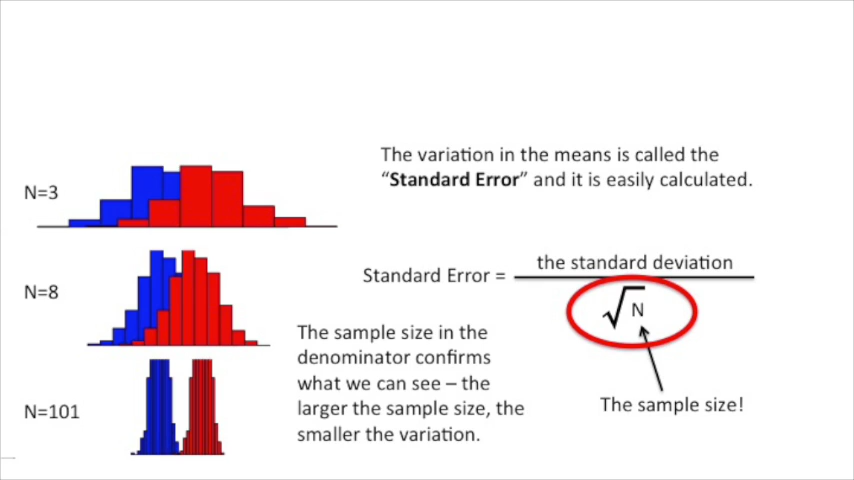 The variation in the means is called the
“Standard Error” and it is easily calculated.
N=3
Standard Error =
the standard deviation
√N
N=8
The sample size in the
denominator confirms
what we can see – the
larger the sample size, the
smaller the variation.
The sample size!
N=101